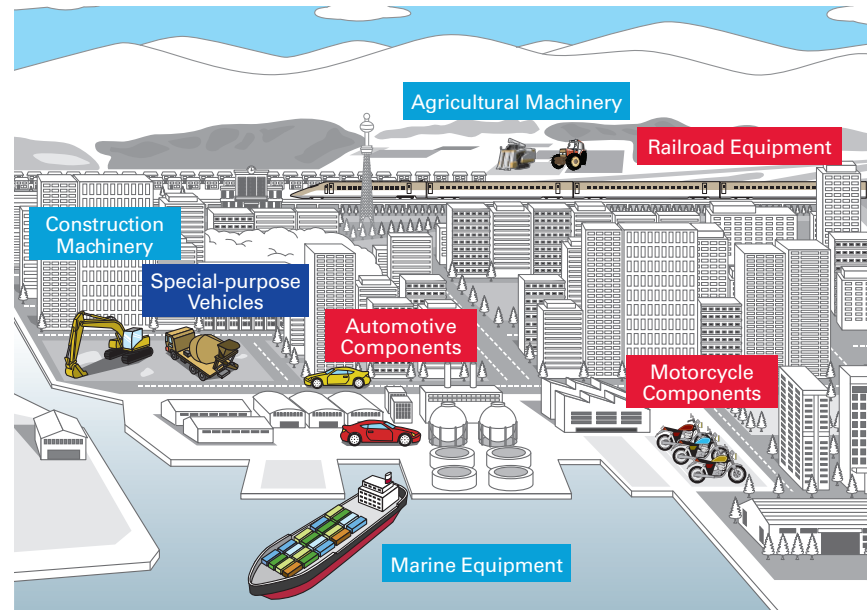 Agricultural Machinery
Railroad Equipment
Construction
Machinery
Special-purpose
Vehicles
Automotive
Components
Motorcycle
Components
Marine Equipment